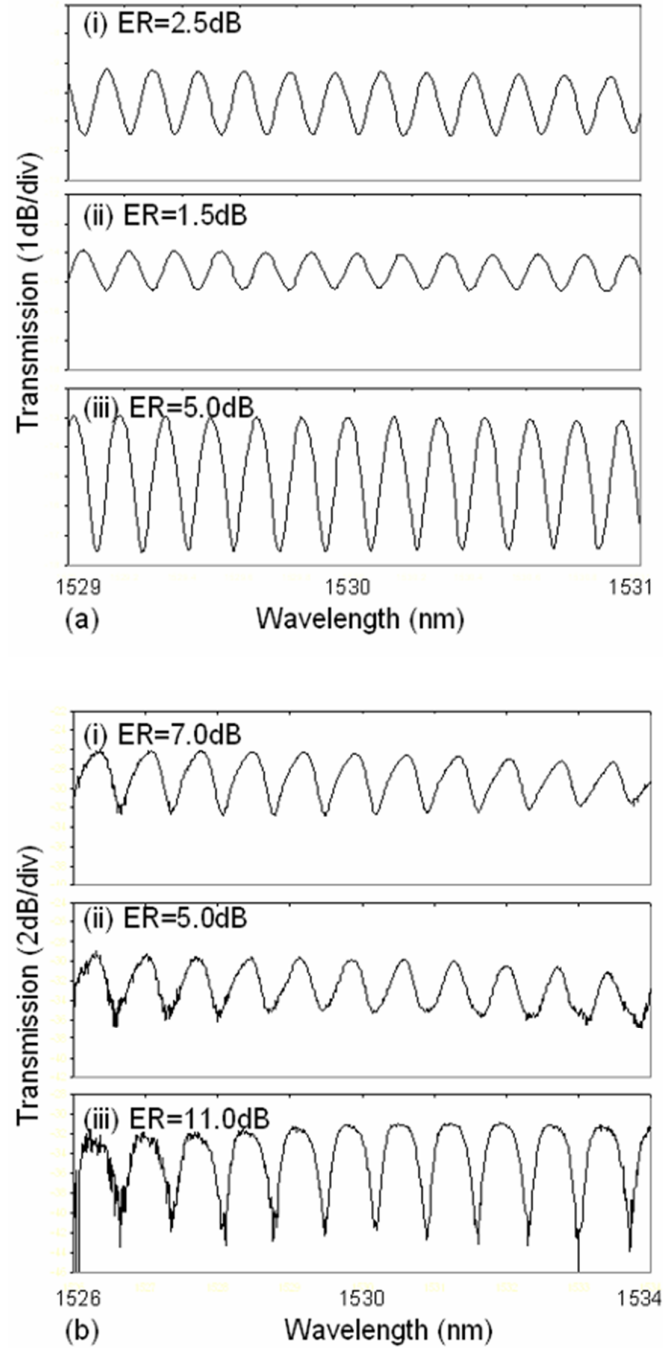 (i) ER=2.5dB
(ii) ER=1.5dB
(iii) ER=5.0dB
Transmission (1dB/div)
1529 1530 1531
(a) Wavelength (nm)
(i) ER=7.0dB
(ii) ER=5.0dB
(iii) ER=11.0dB
Transmission (2dB/div)
1526 1530 1534
(b) Wavelength (nm)